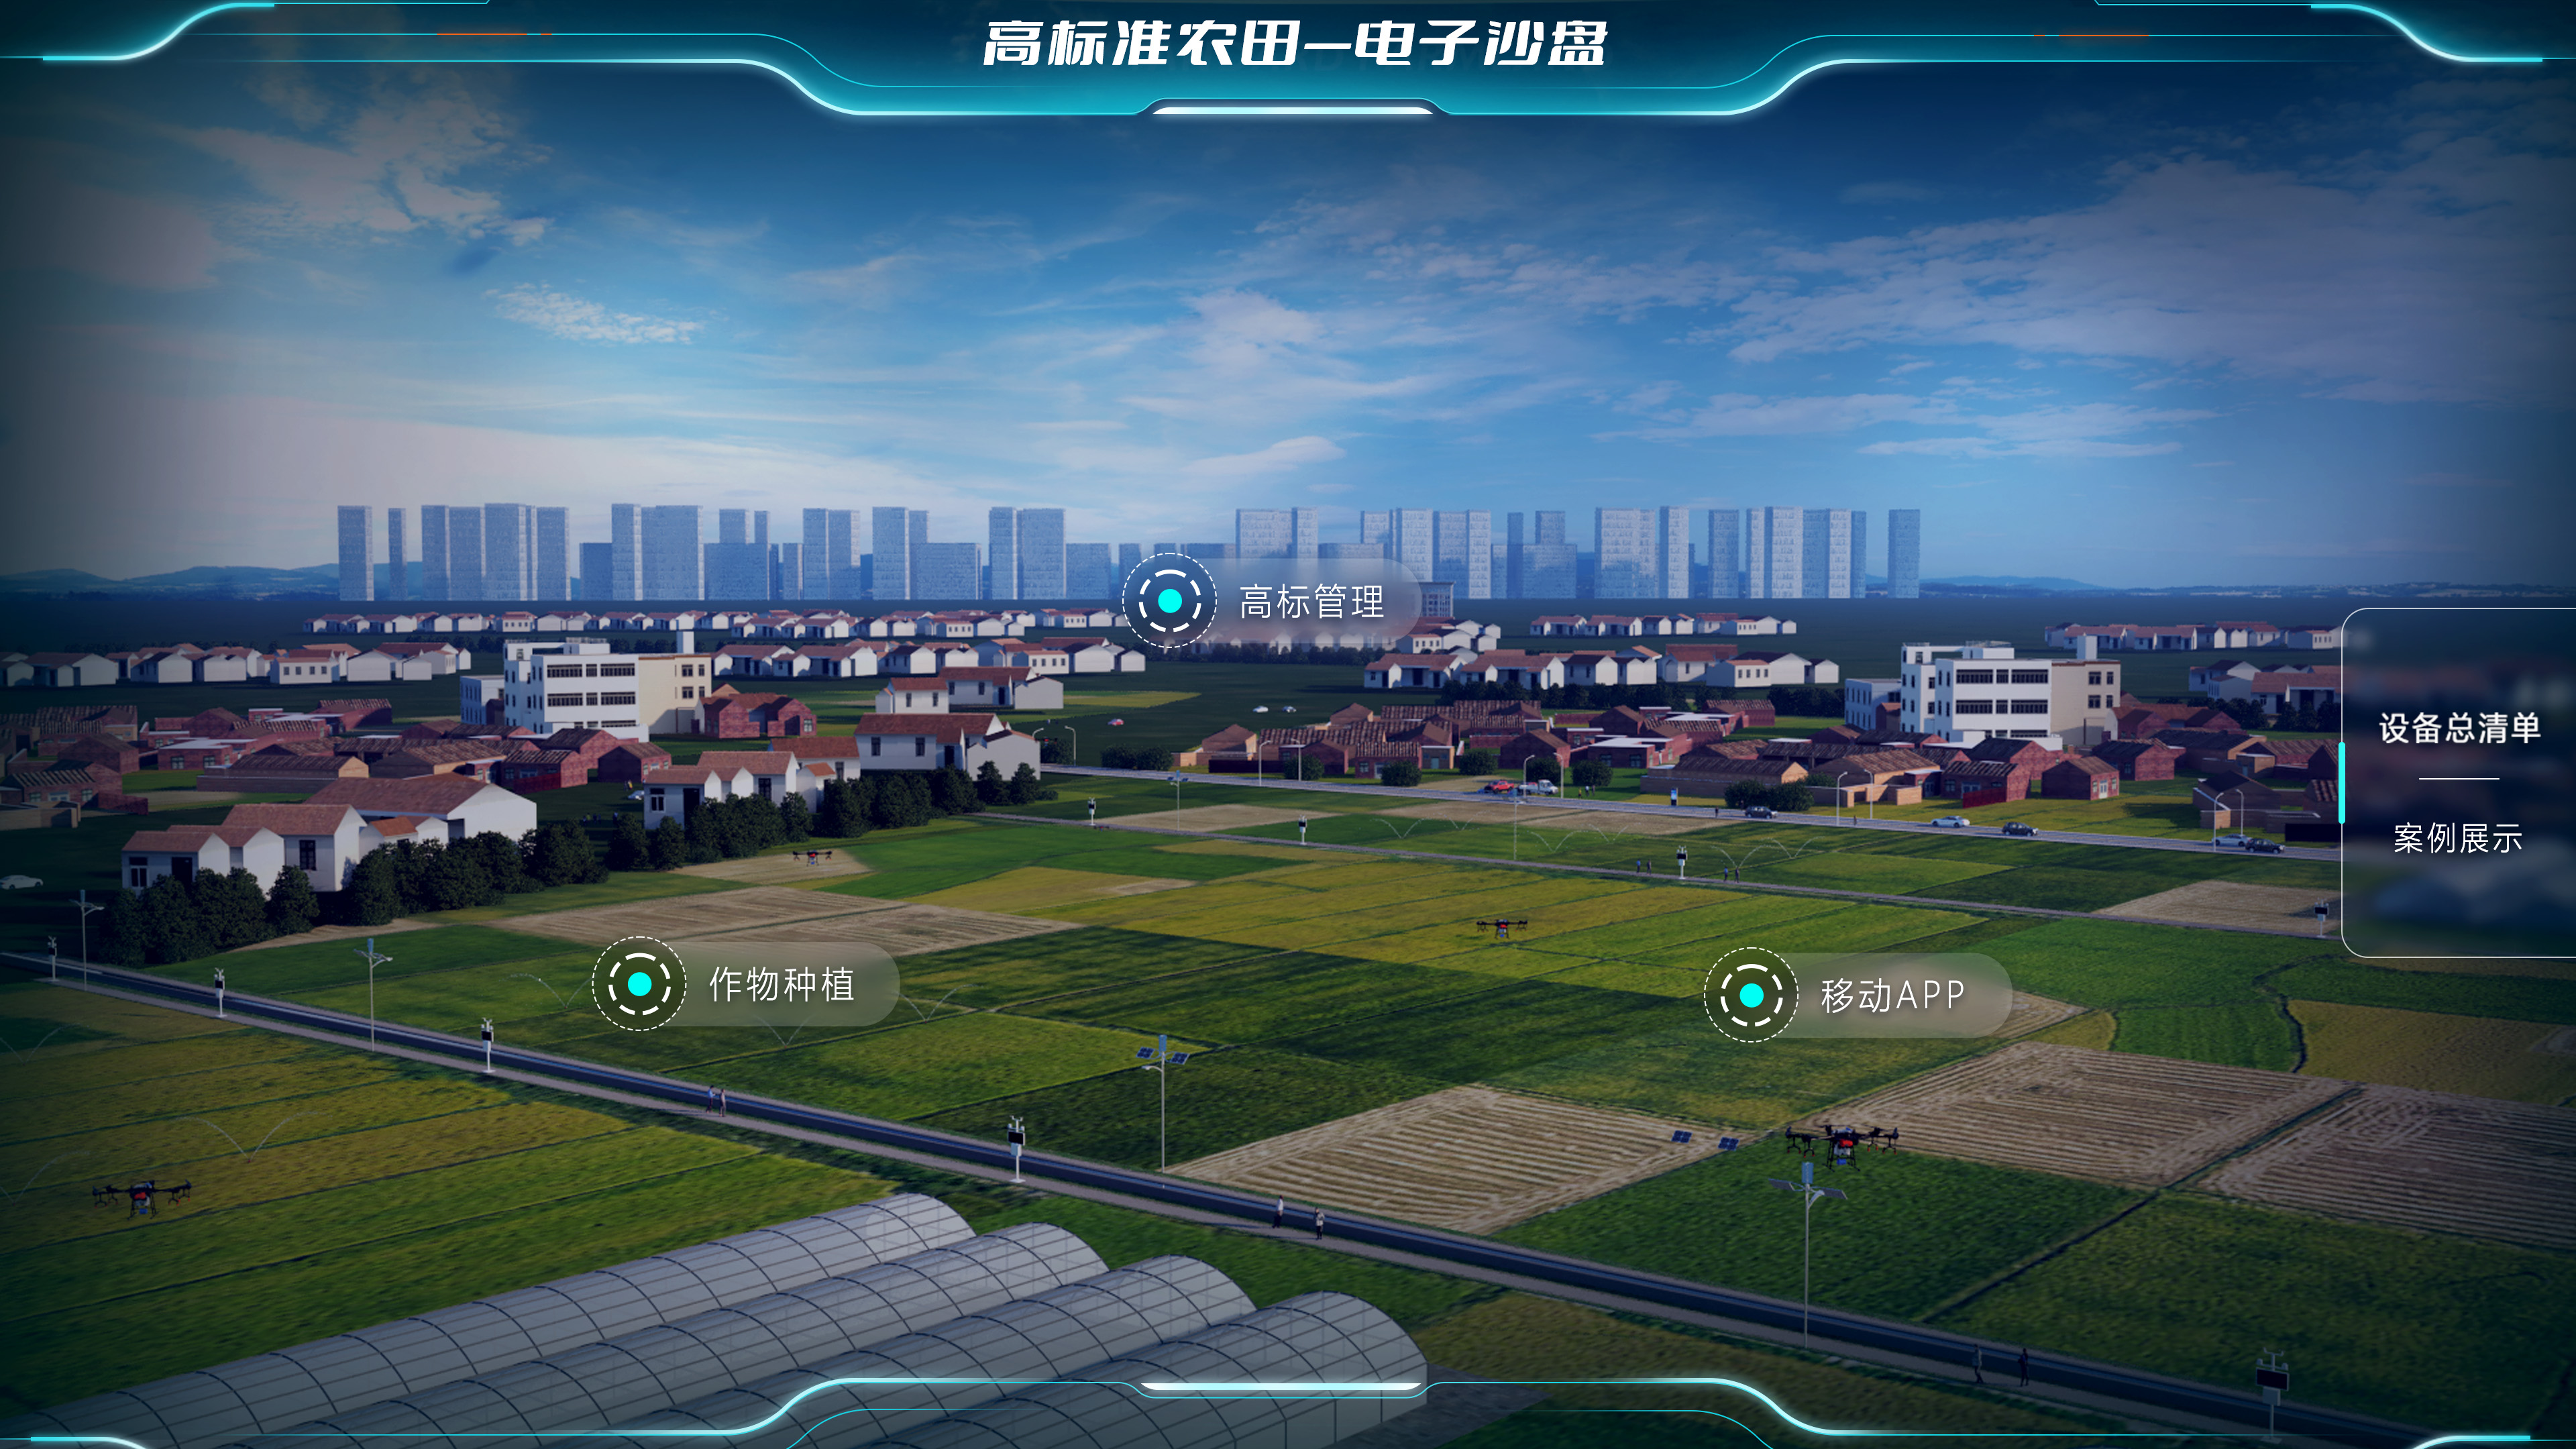 高标准农田—电子沙盘
高标管理
设备总清单
案例展示
作物种植
移动APP